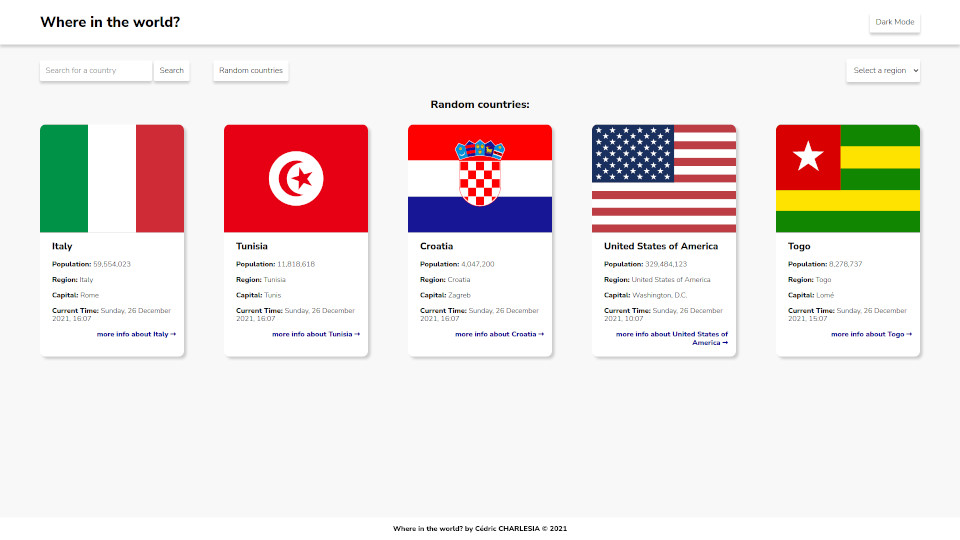 Where in the world?
Dark Mode
Search for a country
Search
Random countries
Select a region
Random countries:
Italy
Population: 59,554,023
Region: Italy
Capital: Rome
Current Time: Sunday, 26 December
2021, 16:07
more info about Italy →
Tunisia
Population: 11,818,618
Region: Tunisia
Capital: Tunis
Current Time: Sunday, 26 December
2021, 16:07
more info about Tunisia →
Croatia
Population: 4,047,200
Region: Croatia
Capital: Zagreb
Current Time: Sunday, 26 December
2021, 16:07
more info about Croatia →
United States of America
Population: 329,484,123
Region: United States of America
Capital: Washington, D.C.
Current Time: Sunday, 26 December
2021, 10:07
more info about United States of
America →
Togo
Population: 8,278,737
Region: Togo
Capital: Lomé
Current Time: Sunday, 26 December
2021, 15:07
more info about Togo →
Where in the world? by Cédric CHARLESIA © 2021